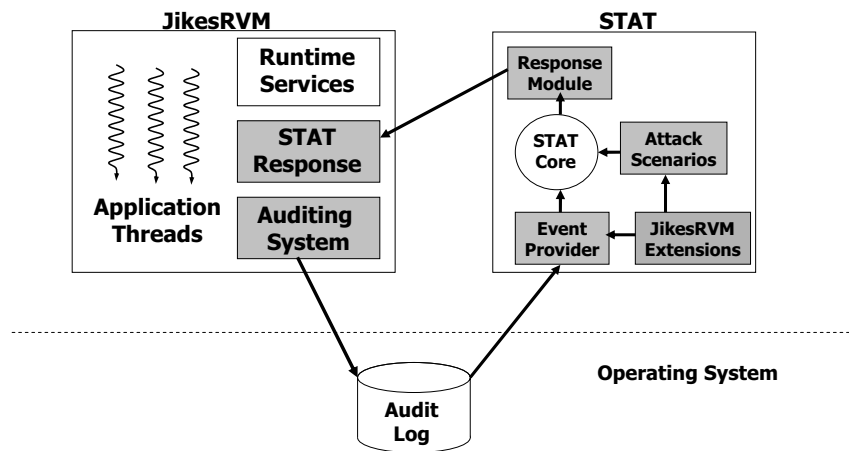 JikesRVM
Runtime
Services
STAT
Response
Auditing
System
Application
Threads
STAT
Response
Module
STAT
Core
Attack
Scenarios
Event
Provider
JikesRVM
Extensions
Operating System
Audit
Log